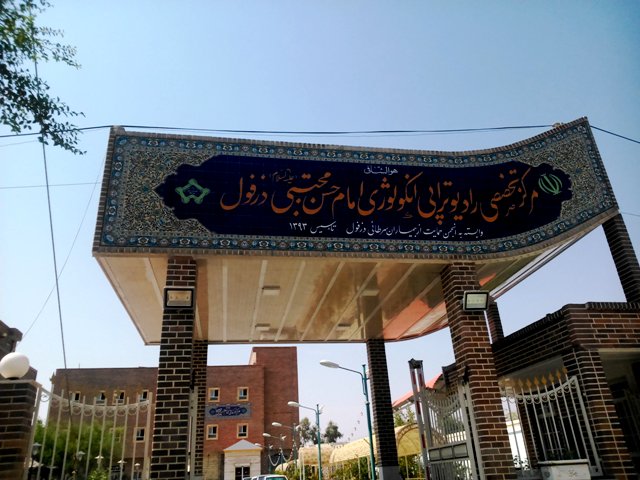 هوالشافی
مرکز تخصصی رادیوتراپی انکولوژی امام حسن مجتبی (علیه السلام) دزفول
وابسته به انجمن حمایت از بیماران سرطانی دزفول تاسیس ۱۳۹۳